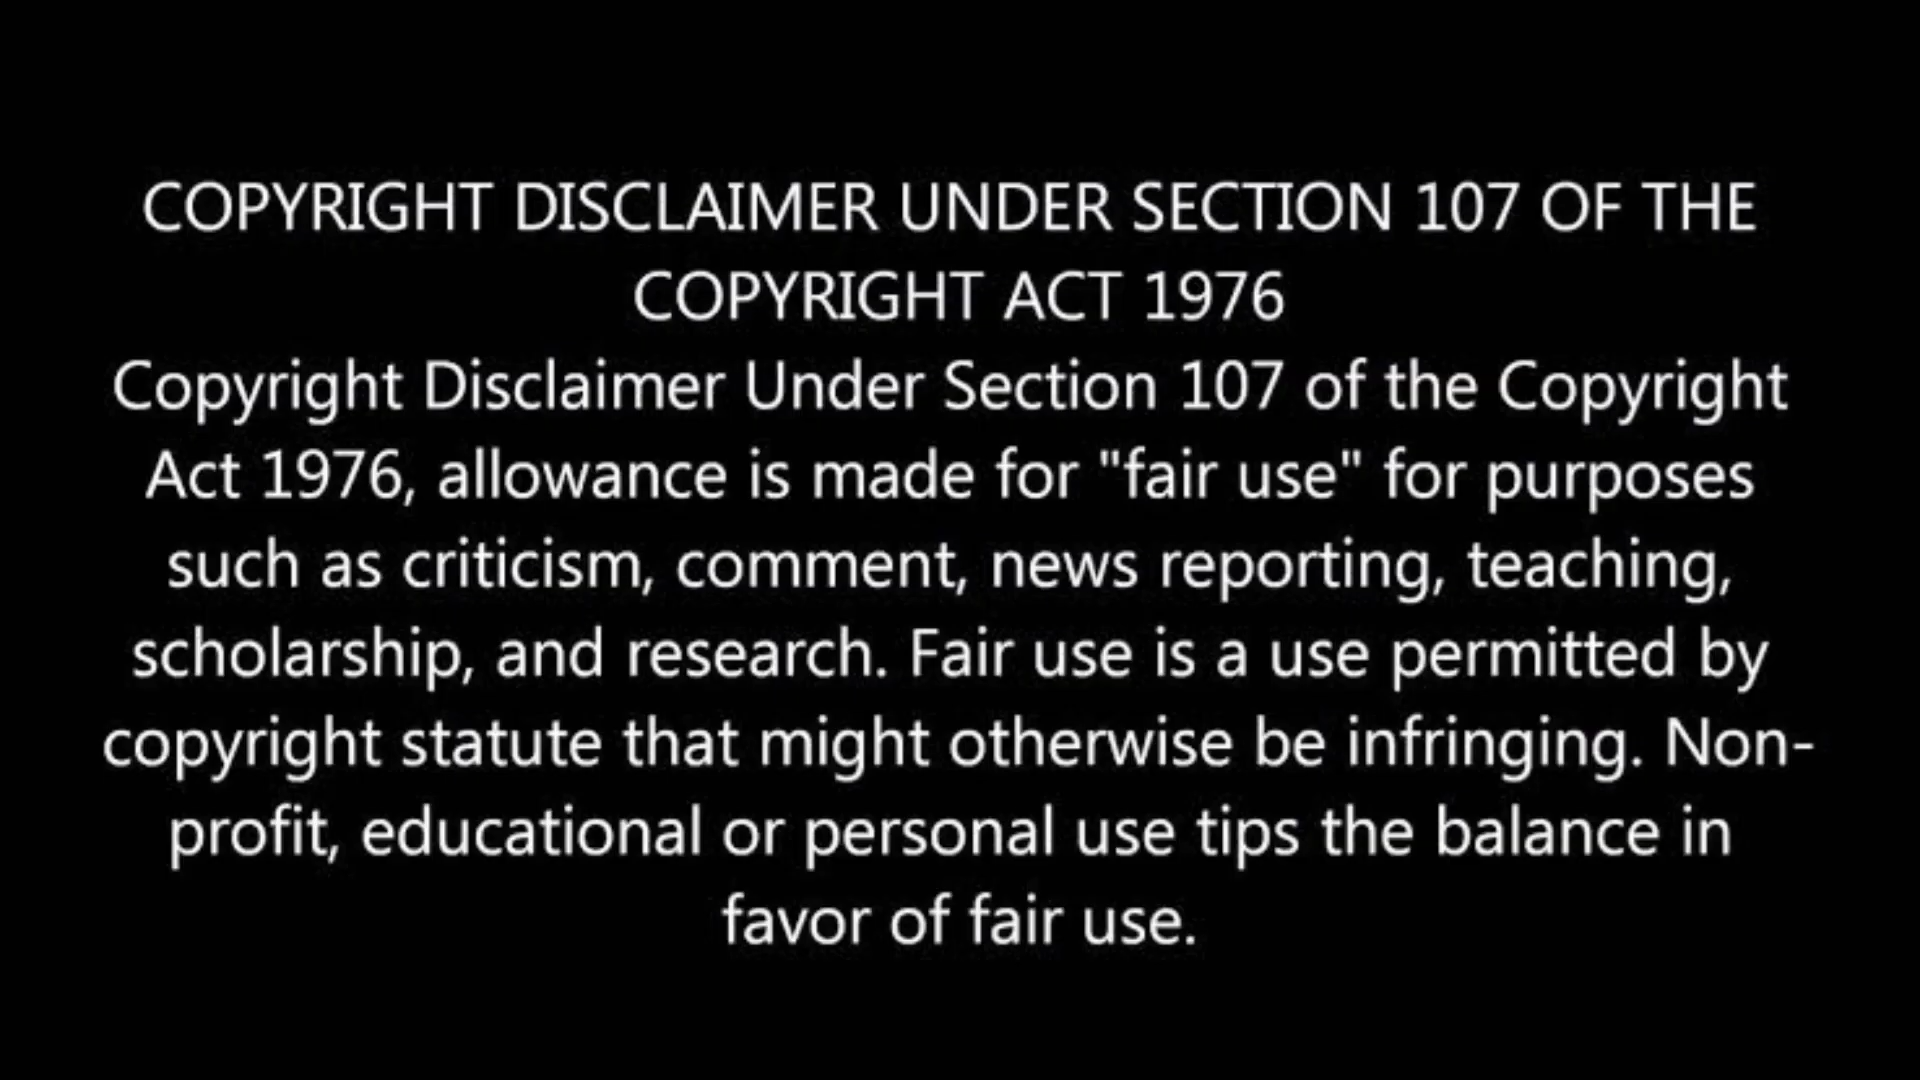 COPYRIGHT DISCLAIMER UNDER SECTION 107 OF THE
COPYRIGHT ACT 1976
Copyright Disclaimer Under Section 107 of the Copyright
Act 1976, allowance is made for "fair use" for purposes
such as criticism, comment, news reporting, teaching,
scholarship, and research. Fair use is a use permitted by
copyright statute that might otherwise be infringing. Non-
profit, educational or personal use tips the balance in
favor of fair use.